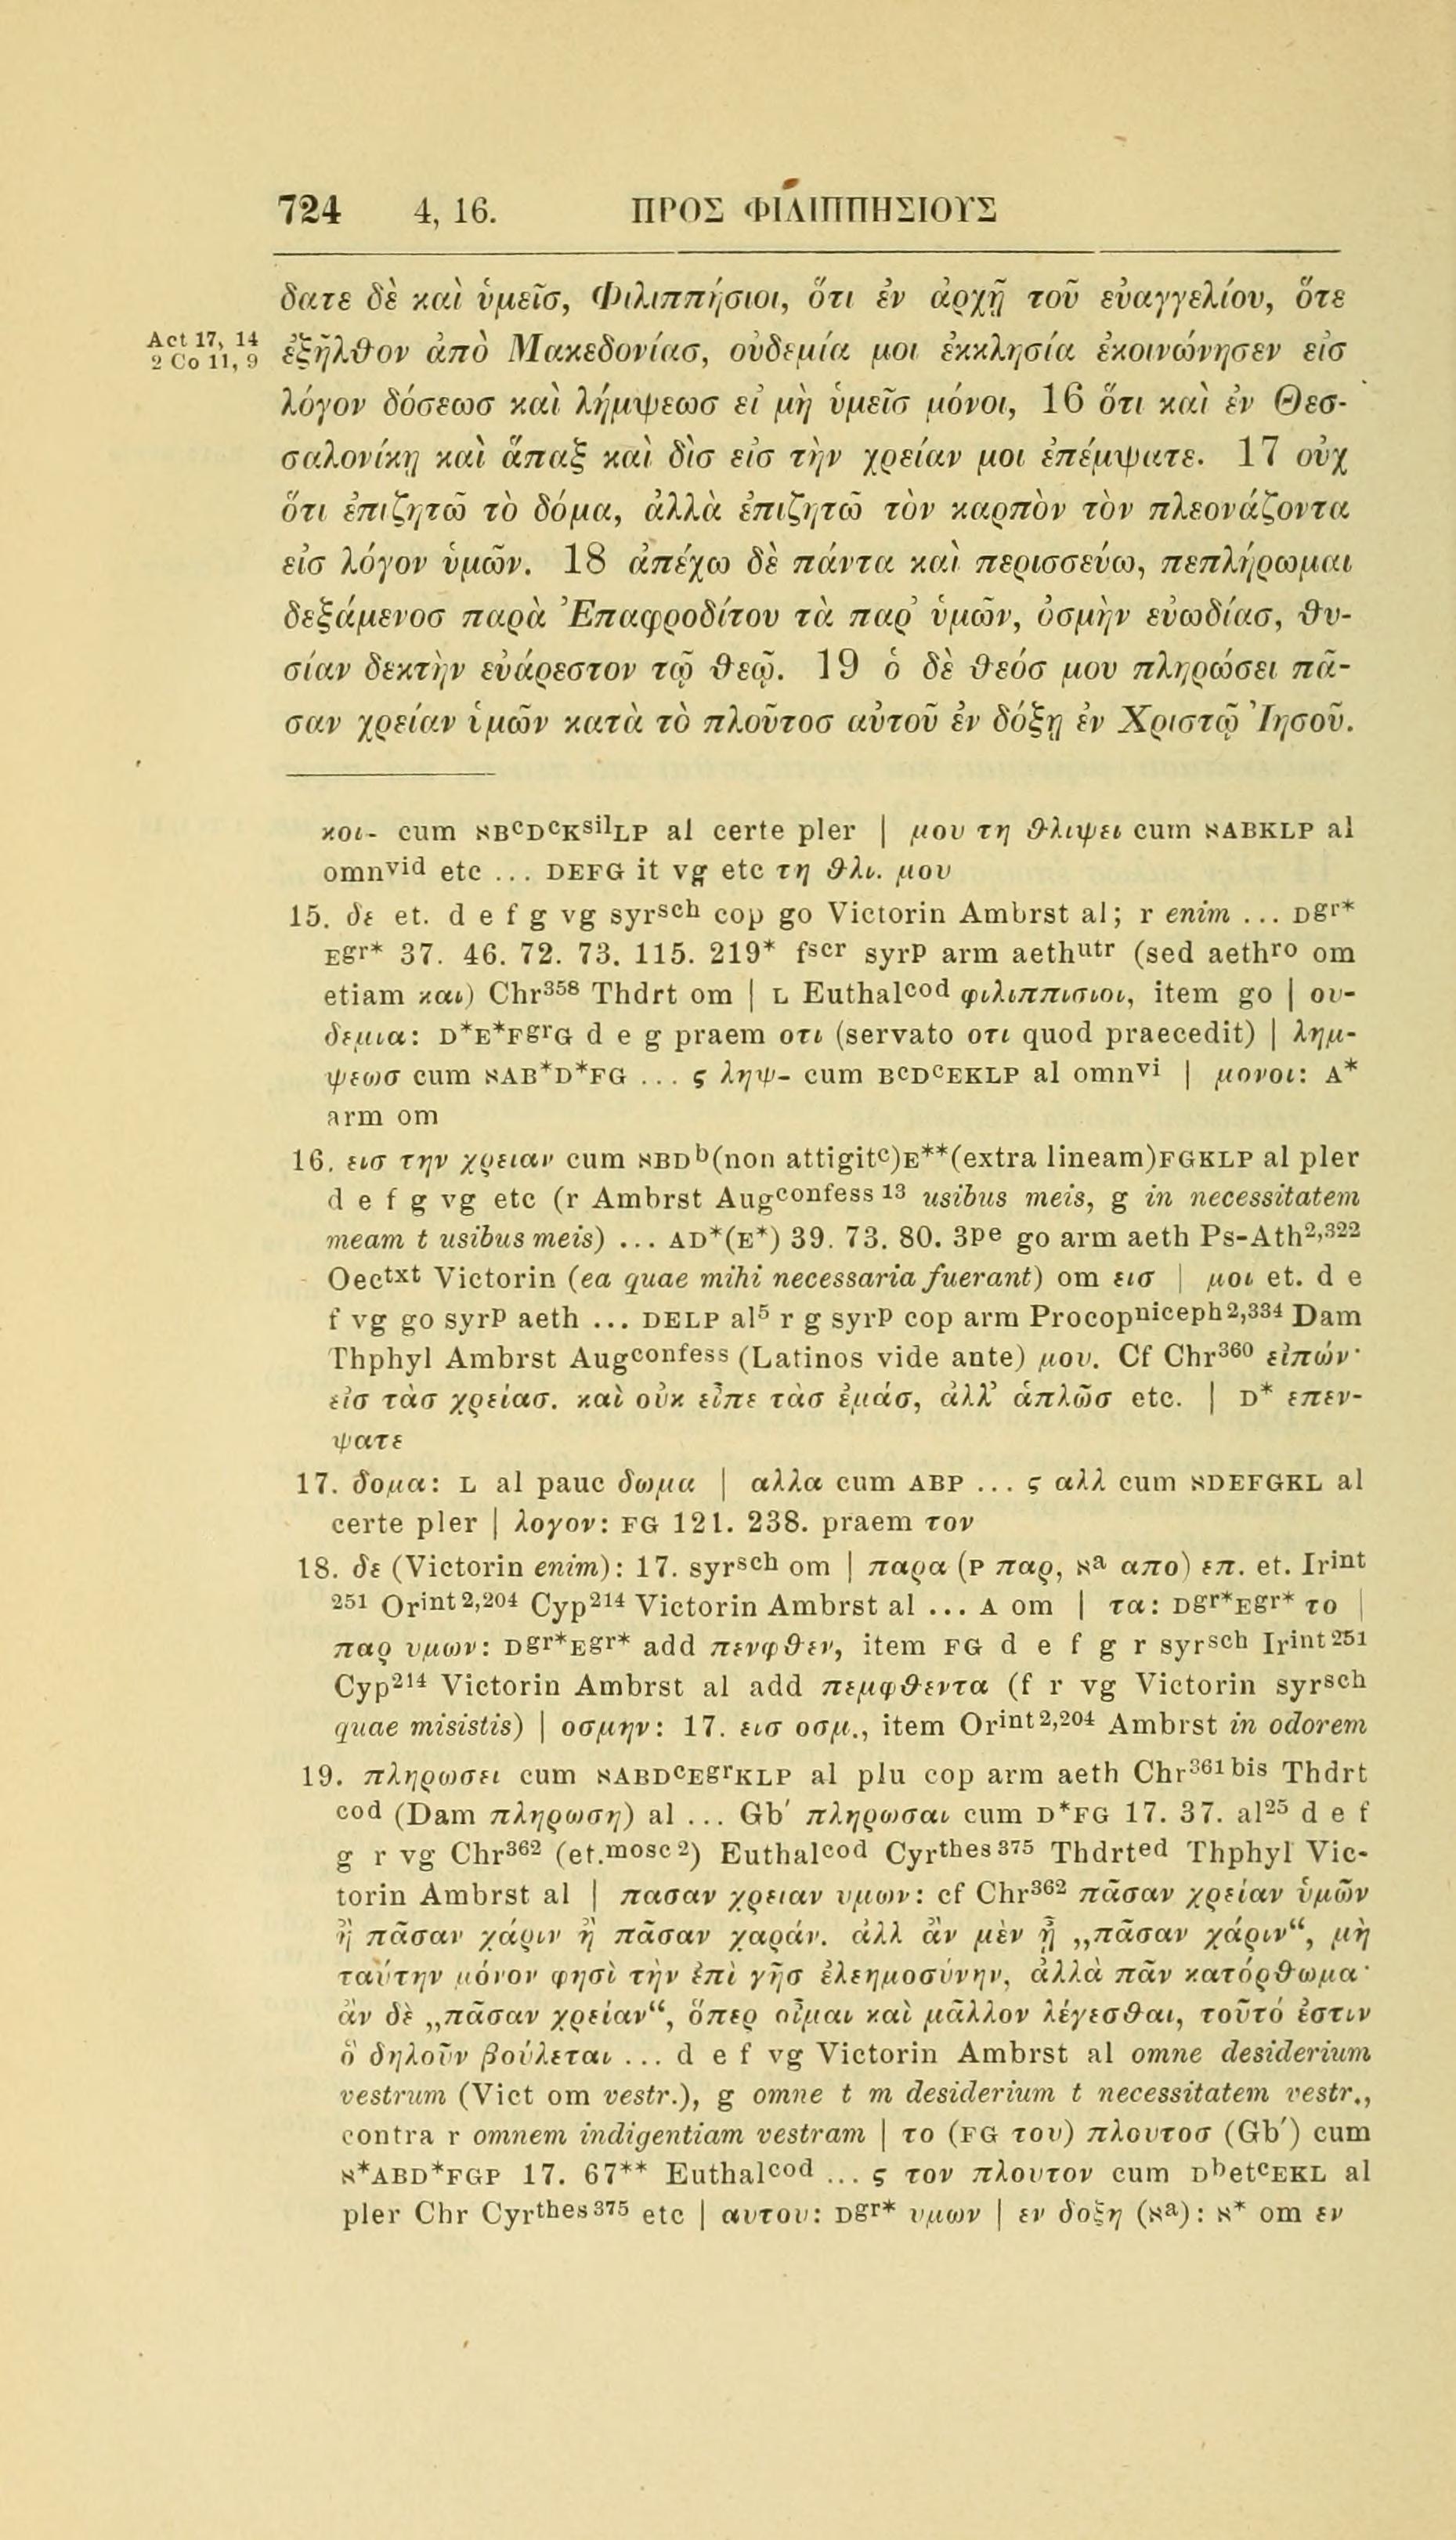 724 4, 16. ΠΡΟΣ ΦΙΛΙΠΠΗΣΙΟΥΣ
δατε δὲ καὶ ὑμεῖσ, Φιλιππήσιοι, ὅτι ἐν ἀρχῇ τοῦ εὐαγγελίου, ὅτε
Act 17, 14
2 Co 11, 9
ἐξῆλθον ἀπὸ Μακεδονίασ, οὐδεμία μοι ἐκκλησία ἐκοινώνησεν εἰσ
λόγον δόσεωσ καὶ λήμψεωσ εἰ μὴ ὑμεῖσ μόνοι, 16 ὅτι καὶ ἐν Θεσ-
σαλονίκῃ καὶ ἅπαξ καὶ δὶσ εἰσ τὴν χρείαν μοι ἐπέμψατε. 17 οὐχ
ὅτι ἐπιζητῶ τὸ δόμα, ἀλλὰ ἐπιζητῶ τὸν καρπὸν τὸν πλεονάζοντα
εἰσ λόγον ὑμῶν. 18 ἀπέχω δὲ πάντα καὶ περισσεύω, πεπλήρωμαι
δεξάμενοσ παρὰ Ἐπαφροδίτου τὰ παρ’ ὑμῶν, ὀσμὴν εὐωδίασ, θυ-
σίαν δεκτὴν εὐάρεστον τῷ θεῷ. 19 ὁ δὲ θεόσ μου πληρώσει πᾶ-
σαν χρείαν ὑμῶν κατὰ τὸ πλοῦτοσ αὐτοῦ ἐν δόξῃ ἐν Χριστῷ Ἰησοῦ.
κοι- cum ℵBᶜDᶜKˢⁱˡLP al certe pler | μου τη θλιψει cum ℵABKLP al
omnᵛⁱᵈ etc ... DEFG it vg etc τη θλι. μου
15. δε et. d e f g vg syrˢᶜʰ cop go Victorin Ambrst al; r enim ... Dᵍʳ*
Eᵍʳ* 37. 46. 72. 73. 115. 219* fˢᶜʳ syrᵖ arm aethᵘᵗʳ (sed aethʳᵒ om
etiam και) Chr³⁵⁸ Thdrt om | L Euthalᶜᵒᵈ φιλιππισιοι, item go | ου-
δεμια: D*E*FᵍʳG d e g praem οτι (servato οτι quod praecedit) | λημ-
ψεωσ cum ℵAB*D*FG ... ς ληψ- cum BᶜDᶜEKLP al omnᵛⁱ | μονοι: A*
arm om
16. εισ την χρειαν cum ℵBDᵇ(non attigitᶜ)E**(extra lineam)FGKLP al pler
d e f g vg etc (r Ambrst Augᶜᵒⁿᶠᵉˢˢ ¹³ usibus meis, g in necessitatem
meam t usibus meis) ... AD*(E*) 39. 73. 80. 3ᵖᵉ go arm aeth Ps-Ath²,³²²
Oecᵗˣᵗ Victorin (ea quae mihi necessaria fuerant) om εισ | μοι et. d e
f vg go syrᵖ aeth ... DELP al⁵ r g syrᵖ cop arm Procopⁿⁱᶜᵉᵖʰ ²,³³⁴ Dam
Thphyl Ambrst Augᶜᵒⁿᶠᵉˢˢ (Latinos vide ante) μου. Cf Chr³⁶⁰ εἰπών·
εἰσ τὰσ χρείασ. καὶ οὐκ εἶπε τὰσ ἐμάσ, ἀλλ’ ἁπλῶσ etc. | D* επεν-
ψατε
17. δομα: L al pauc δωμα | αλλα cum ABP ... ς αλλ cum ℵDEFGKL al
certe pler | λογον: FG 121. 238. praem τον
18. δε (Victorin enim): 17. syrˢᶜʰ om | παρα (P παρ, ℵᵃ απο) επ. et. Irⁱⁿᵗ
²⁵¹ Orⁱⁿᵗ ²,²⁰⁴ Cyp²¹⁴ Victorin Ambrst al ... A om | τα: Dᵍʳ*Eᵍʳ* το |
παρ υμων: Dᵍʳ*Eᵍʳ* add πενφθεν, item FG d e f g r syrˢᶜʰ Irⁱⁿᵗ ²⁵¹
Cyp²¹⁴ Victorin Ambrst al add πεμφθεντα (f r vg Victorin syrˢᶜʰ
quae misistis) | οσμην: 17. εισ οσμ., item Orⁱⁿᵗ ²,²⁰⁴ Ambrst in odorem
19. πληρωσει cum ℵABDᶜEᵍʳKLP al plu cop arm aeth Chr³⁶¹ ᵇⁱˢ Thdrt
ᶜᵒᵈ (Dam πληρωση) al ... Gb′ πληρωσαι cum D*FG 17. 37. al²⁵ d e f
g r vg Chr³⁶² (et.ᵐᵒˢᶜ ²) Euthalᶜᵒᵈ Cyrᵗʰᵉˢ ³⁷⁵ Thdrtᵉᵈ Thphyl Vic-
torin Ambrst al | πασαν χρειαν υμων: cf Chr³⁶² πᾶσαν χρείαν ὑμῶν
ἢ πᾶσαν χάριν ἢ πᾶσαν χαράν. ἀλλ ἂν μὲν ᾖ „πᾶσαν χάριν“, μὴ
ταύτην μόνον φησὶ τὴν ἐπὶ γῆσ ἐλεημοσύνην, ἀλλὰ πᾶν κατόρθωμα·
ἂν δὲ „πᾶσαν χρείαν“, ὅπερ οἶμαι καὶ μᾶλλον λέγεσθαι, τοῦτό ἐστιν
ὃ δηλοῦν βούλεται ... d e f vg Victorin Ambrst al omne desiderium
vestrum (Vict om vestr.), g omne t m desiderium t necessitatem vestr.,
contra r omnem indigentiam vestram | το (FG του) πλουτοσ (Gb′) cum
ℵ*ABD*FGP 17. 67** Euthalᶜᵒᵈ ... ς τον πλουτον cum Dᵇᵉᵗᶜ EKL al
pler Chr Cyrᵗʰᵉˢ ³⁷⁵ etc | αυτου: Dᵍʳ* υμων | εν δοξη (ℵᵃ): ℵ* om εν